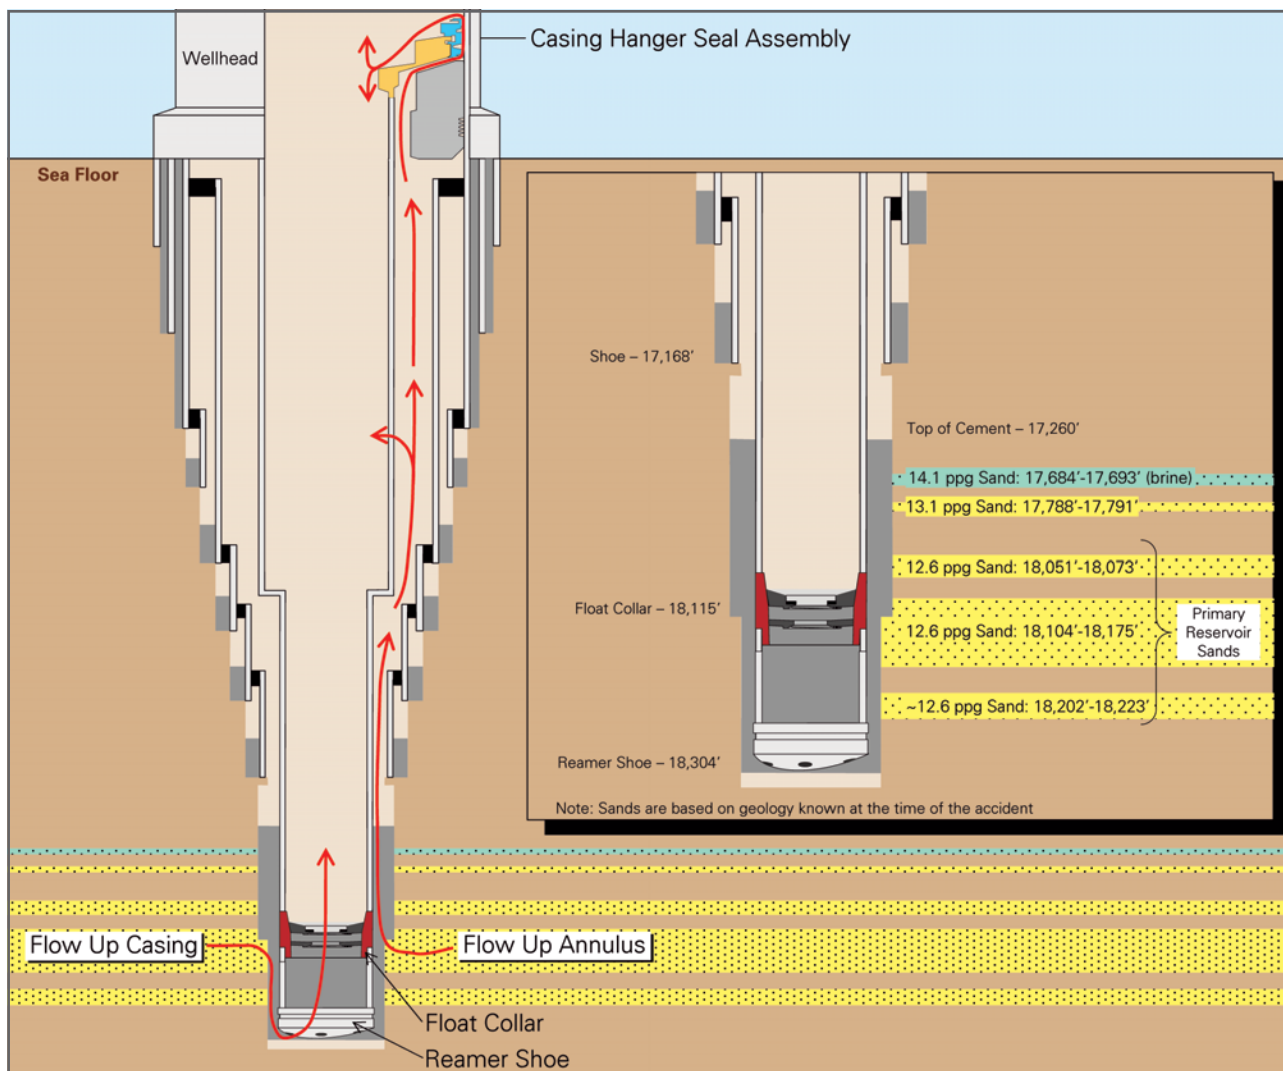 Casing Hanger Seal Assembly
Wellhead
Sea Floor
Shoe – 17,168’
Top of Cement – 17,260’
14.1 ppg Sand: 17,684’-17,693’ (brine)
13.1 ppg Sand: 17,788’-17,791’
12.6 ppg Sand: 18,051’-18,073’
Float Collar – 18,115’
12.6 ppg Sand: 18,104’-18,175’
Primary
Reservoir
Sands
~12.6 ppg Sand: 18,202’-18,223’
Reamer Shoe – 18,304’
Note: Sands are based on geology known at the time of the accident
Flow Up Casing
Flow Up Annulus
Float Collar
Reamer Shoe